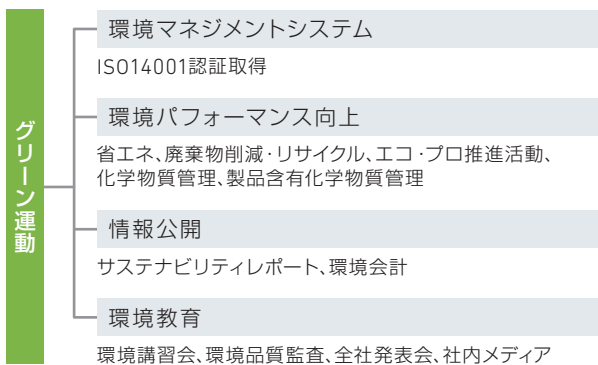 グリーン運動
環境マネジメントシステム
ISO14001認証取得
環境パフォーマンス向上
省エネ、廃棄物削減・リサイクル、エコ・プロ推進活動、
化学物質管理、製品含有化学物質管理
情報公開
サステナビリティレポート、環境会計
環境教育
環境講習会、環境品質監査、全社発表会、社内メディア